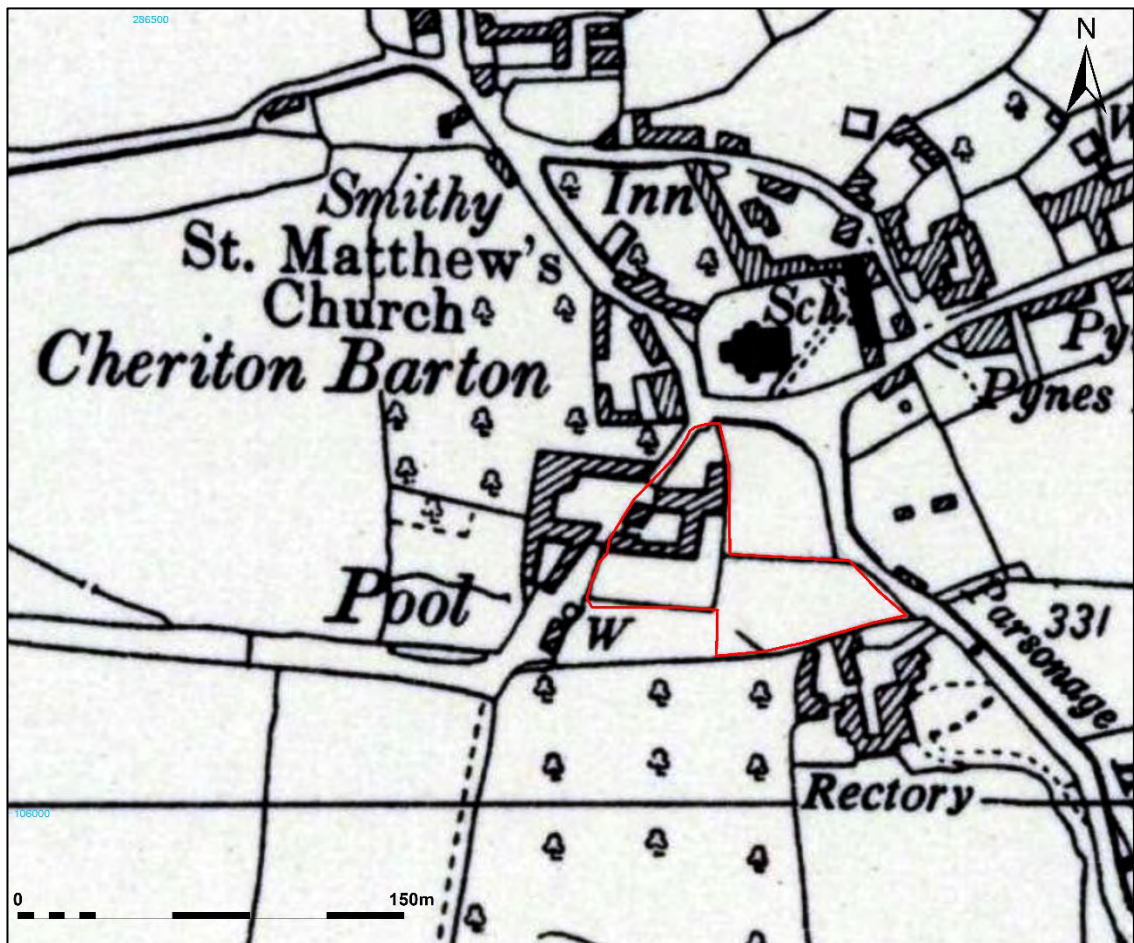 286500
N
W
Smithy
Inn
St. Matthew's
Church
Sch.
Cheriton Barton
Py
Pynes
Pool
W
Parsonage
331
Rectory
106000
0
150m